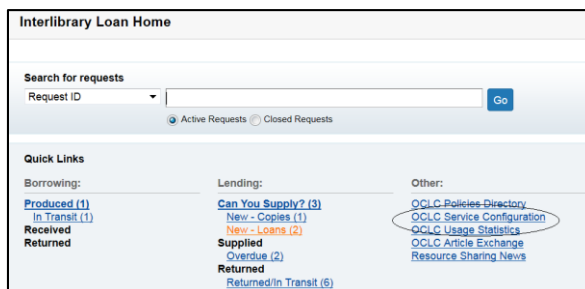 Interlibrary Loan Home
Search for requests
Request ID
Go
Active Requests Closed Requests
Quick Links
Borrowing:
Produced (1)
In Transit (1)
Received
Returned
Lending:
Can You Supply? (3)
New - Copies (1)
New - Loans (2)
Supplied
Overdue (2)
Returned
Returned/In Transit (6)
Other:
OCLC Policies Directory
OCLC Service Configuration
OCLC Usage Statistics
OCLC Article Exchange
Resource Sharing News